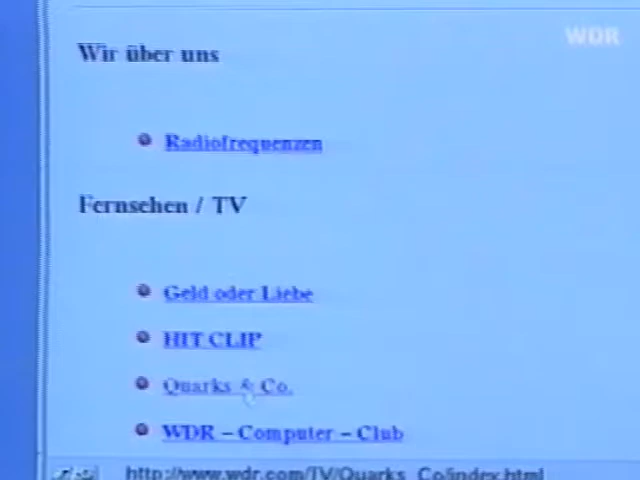 WDR
Wir über uns
Radiofrequenzen
Fernsehen / TV
Geld oder Liebe
HIT CLIP
Quarks & Co.
WDR – Computer – Club
http://www.wdr.com/TV/Quarks_Co/index.html